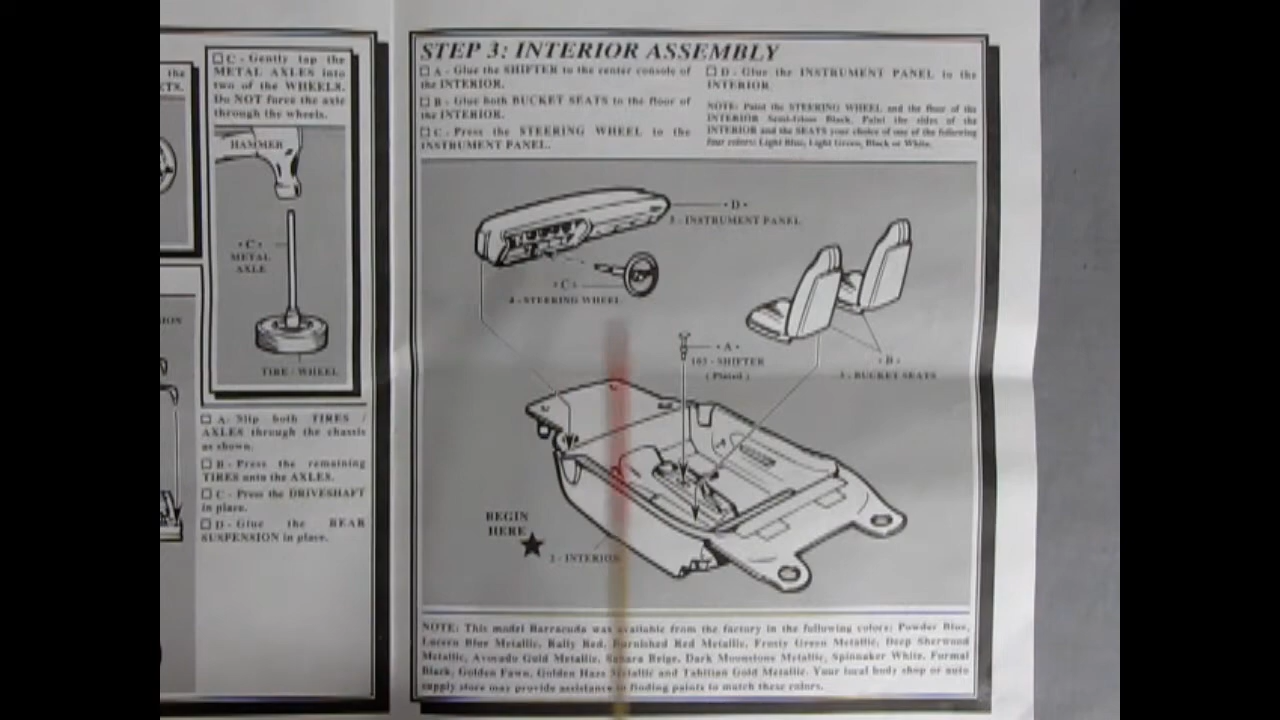 the
TS.
ION
☐ C - Gently tap the
METAL AXLES into
two of the WHEELS.
Do NOT force the axle
through the wheels.
HAMMER
- C -
METAL
AXLE
TIRE / WHEEL
☐ A- Slip both TIRES /
AXLES through the chassis
as shown.
☐ B - Press the remaining
TIRES onto the AXLES.
☐ C - Press the DRIVESHAFT
in place.
☐ D - Glue the REAR
SUSPENSION in place.
STEP 3: INTERIOR ASSEMBLY
☐ A - Glue the SHIFTER to the center console of
the INTERIOR.
☐ B - Glue both BUCKET SEATS to the floor of
the INTERIOR.
☐ C - Press the STEERING WHEEL to the
INSTRUMENT PANEL.
☐ D - Glue the INSTRUMENT PANEL to the
INTERIOR.
NOTE: Paint the STEERING WHEEL and the floor of the
INTERIOR Semi-Gloss Black. Paint the sides of the
INTERIOR and the SEATS your choice of one of the following
four colors: Light Blue, Light Green, Black or White.
- D -
5 - INSTRUMENT PANEL
- C -
4 - STEERING WHEEL
- A -
103 - SHIFTER
( Plated )
- B -
3 - BUCKET SEATS
BEGIN
HERE
2 - INTERIOR
NOTE: This model Barracuda was available from the factory in the following colors: Powder Blue,
Lucern Blue Metallic, Rally Red, Burnished Red Metallic, Frosty Green Metallic, Deep Sherwood
Metallic, Avocado Gold Metallic, Sahara Beige, Dark Moonstone Metallic, Spinnaker White, Formal
Black, Golden Fawn, Golden Haze Metallic and Tahitian Gold Metallic. Your local body shop or auto
supply store may provide assistance in finding paints to match these colors.